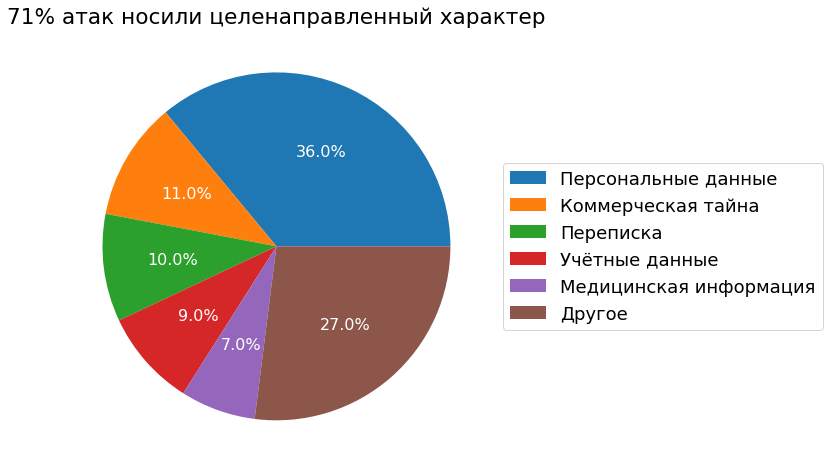 71% атак носили целенаправленный характер
36.0%
11.0%
10.0%
9.0%
7.0%
27.0%
Персональные данные
Коммерческая тайна
Переписка
Учётные данные
Медицинская информация
Другое